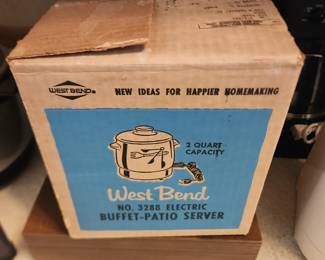 WEST BEND®
NEW IDEAS FOR HAPPIER HOMEMAKING
2 QUART
CAPACITY
West Bend
NO. 3288 ELECTRIC
BUFFET-PATIO SERVER